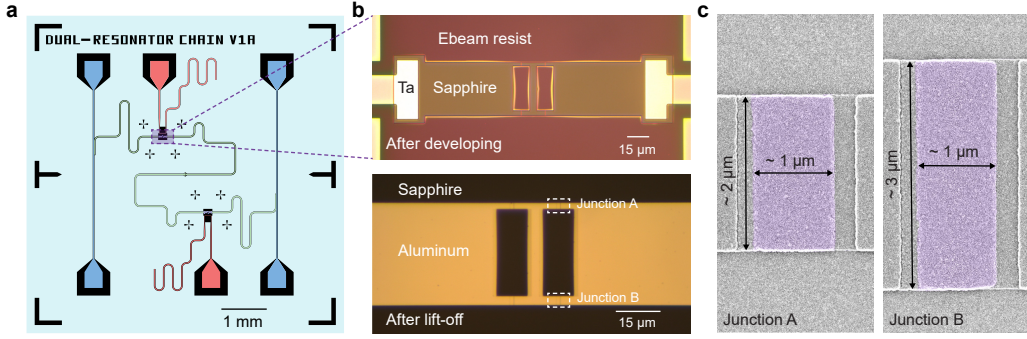 a
DUAL-RESONATOR CHAIN V1A
1 mm
b
Ebeam resist
Ta
Sapphire
After developing
15 µm
Sapphire
Junction A
Aluminum
Junction B
After lift-off
15 µm
c
~ 2 µm
~ 1 µm
Junction A
~ 3 µm
~ 1 µm
Junction B